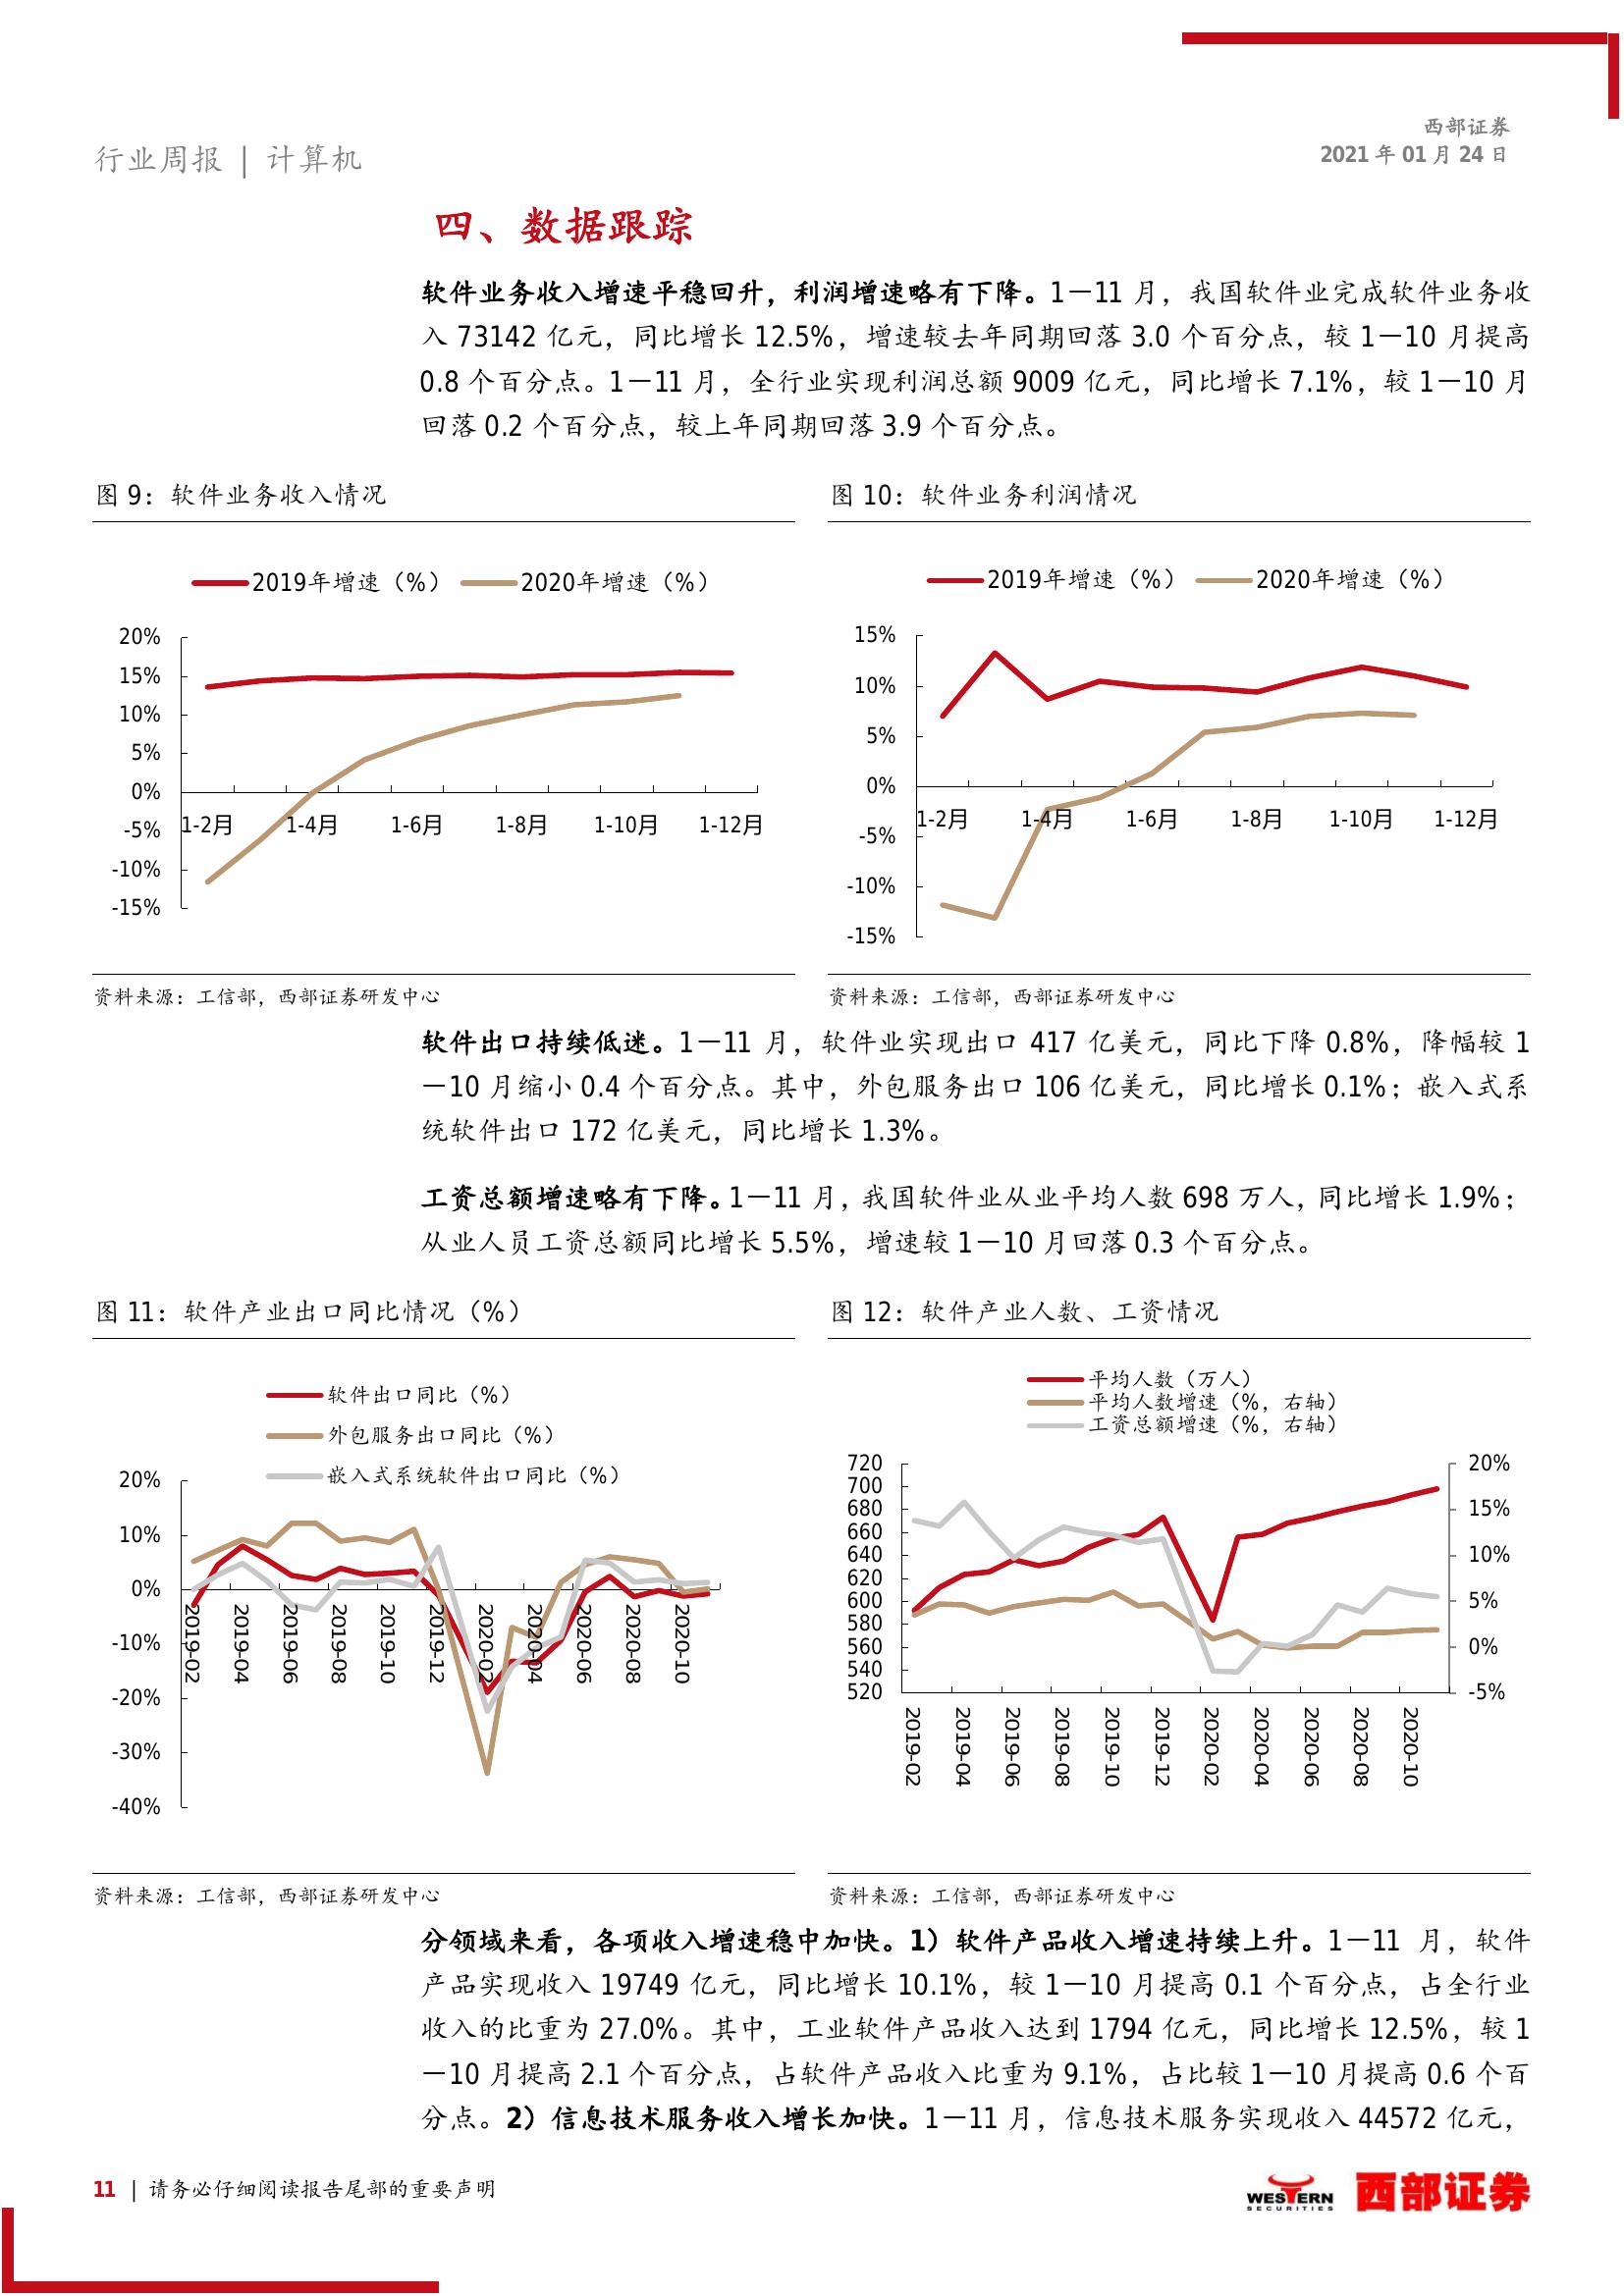 西部证券
2021 年 01 月 24 日
行业周报 | 计算机
四、数据跟踪
软件业务收入增速平稳回升，利润增速略有下降。1－11 月，我国软件业完成软件业务收
入 73142 亿元，同比增长 12.5%，增速较去年同期回落 3.0 个百分点，较 1－10 月提高
0.8 个百分点。1－11 月，全行业实现利润总额 9009 亿元，同比增长 7.1%，较 1－10 月
回落 0.2 个百分点，较上年同期回落 3.9 个百分点。
图 9：软件业务收入情况
2019年增速（%）
2020年增速（%）
20%
15%
10%
5%
0%
-5%
-10%
-15%
1-2月
1-4月
1-6月
1-8月
1-10月
1-12月
资料来源：工信部，西部证券研发中心
图 10：软件业务利润情况
2019年增速（%）
2020年增速（%）
15%
10%
5%
0%
-5%
-10%
-15%
1-2月
1-4月
1-6月
1-8月
1-10月
1-12月
资料来源：工信部，西部证券研发中心
软件出口持续低迷。1－11 月，软件业实现出口 417 亿美元，同比下降 0.8%，降幅较 1
－10 月缩小 0.4 个百分点。其中，外包服务出口 106 亿美元，同比增长 0.1%；嵌入式系
统软件出口 172 亿美元，同比增长 1.3%。
工资总额增速略有下降。1－11 月，我国软件业从业平均人数 698 万人，同比增长 1.9%；
从业人员工资总额同比增长 5.5%，增速较 1－10 月回落 0.3 个百分点。
图 11：软件产业出口同比情况（%）
软件出口同比（%）
外包服务出口同比（%）
嵌入式系统软件出口同比（%）
20%
10%
0%
-10%
-20%
-30%
-40%
2019-02
2019-04
2019-06
2019-08
2019-10
2019-12
2020-02
2020-04
2020-06
2020-08
2020-10
资料来源：工信部，西部证券研发中心
图 12：软件产业人数、工资情况
平均人数（万人）
平均人数增速（%，右轴）
工资总额增速（%，右轴）
720
700
680
660
640
620
600
580
560
540
520
20%
15%
10%
5%
0%
-5%
2019-02
2019-04
2019-06
2019-08
2019-10
2019-12
2020-02
2020-04
2020-06
2020-08
2020-10
资料来源：工信部，西部证券研发中心
分领域来看，各项收入增速稳中加快。1）软件产品收入增速持续上升。1－11 月，软件
产品实现收入 19749 亿元，同比增长 10.1%，较 1－10 月提高 0.1 个百分点，占全行业
收入的比重为 27.0%。其中，工业软件产品收入达到 1794 亿元，同比增长 12.5%，较 1
－10 月提高 2.1 个百分点，占软件产品收入比重为 9.1%，占比较 1－10 月提高 0.6 个百
分点。2）信息技术服务收入增长加快。1－11 月，信息技术服务实现收入 44572 亿元，
11 | 请务必仔细阅读报告尾部的重要声明
WESTERN
SECURITIES
西部证券